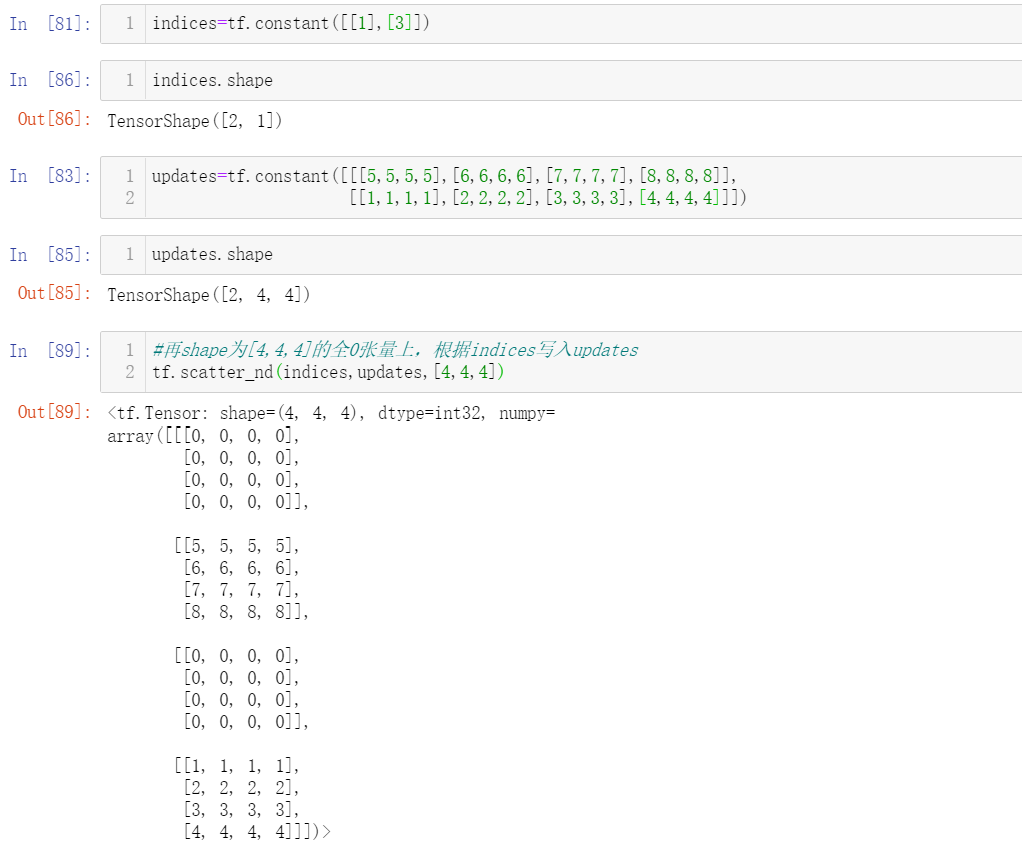 In [81]: 1 indices=tf.constant([[1],[3]])
In [86]: 1 indices.shape
Out[86]: TensorShape([2, 1])
In [83]: 1 updates=tf.constant([[[5,5,5,5],[6,6,6,6],[7,7,7,7],[8,8,8,8]],
2 [[1,1,1,1],[2,2,2,2],[3,3,3,3],[4,4,4,4]]])
In [85]: 1 updates.shape
Out[85]: TensorShape([2, 4, 4])
In [89]: 1 #再shape为[4,4,4]的全0张量上，根据indices写入updates
2 tf.scatter_nd(indices,updates,[4,4,4])
Out[89]: <tf.Tensor: shape=(4, 4, 4), dtype=int32, numpy=
array([[[0, 0, 0, 0],
[0, 0, 0, 0],
[0, 0, 0, 0],
[0, 0, 0, 0]],
[[5, 5, 5, 5],
[6, 6, 6, 6],
[7, 7, 7, 7],
[8, 8, 8, 8]],
[[0, 0, 0, 0],
[0, 0, 0, 0],
[0, 0, 0, 0],
[0, 0, 0, 0]],
[[1, 1, 1, 1],
[2, 2, 2, 2],
[3, 3, 3, 3],
[4, 4, 4, 4]]])>